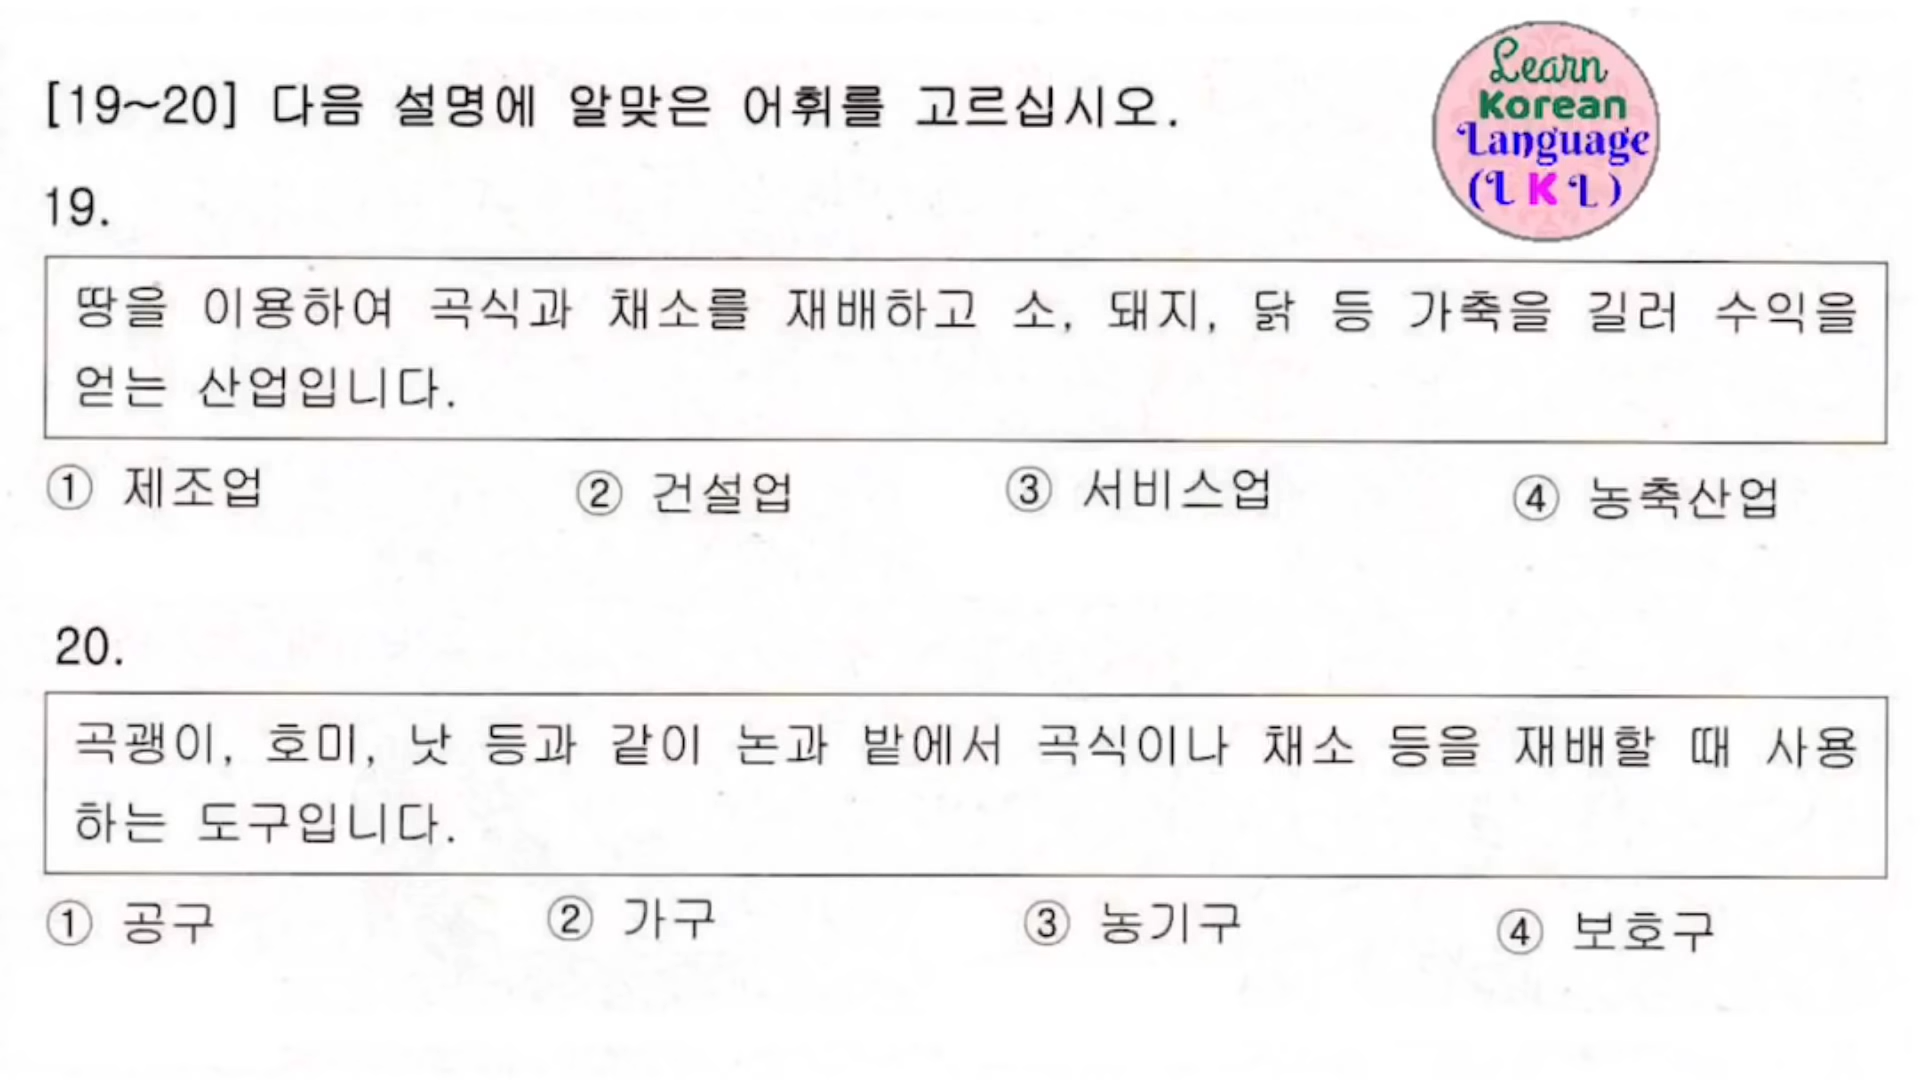 [19~20] 다음 설명에 알맞은 어휘를 고르십시오.
Learn
Korean
Language
(L K L)
19.
땅을 이용하여 곡식과 채소를 재배하고 소, 돼지, 닭 등 가축을 길러 수익을
얻는 산업입니다.
① 제조업 ② 건설업 ③ 서비스업 ④ 농축산업
20.
곡괭이, 호미, 낫 등과 같이 논과 밭에서 곡식이나 채소 등을 재배할 때 사용
하는 도구입니다.
① 공구 ② 가구 ③ 농기구 ④ 보호구